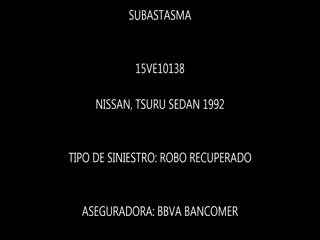 SUBASTASMA
15VE10138
NISSAN, TSURU SEDAN 1992
TIPO DE SINIESTRO: ROBO RECUPERADO
ASEGURADORA: BBVA BANCOMER